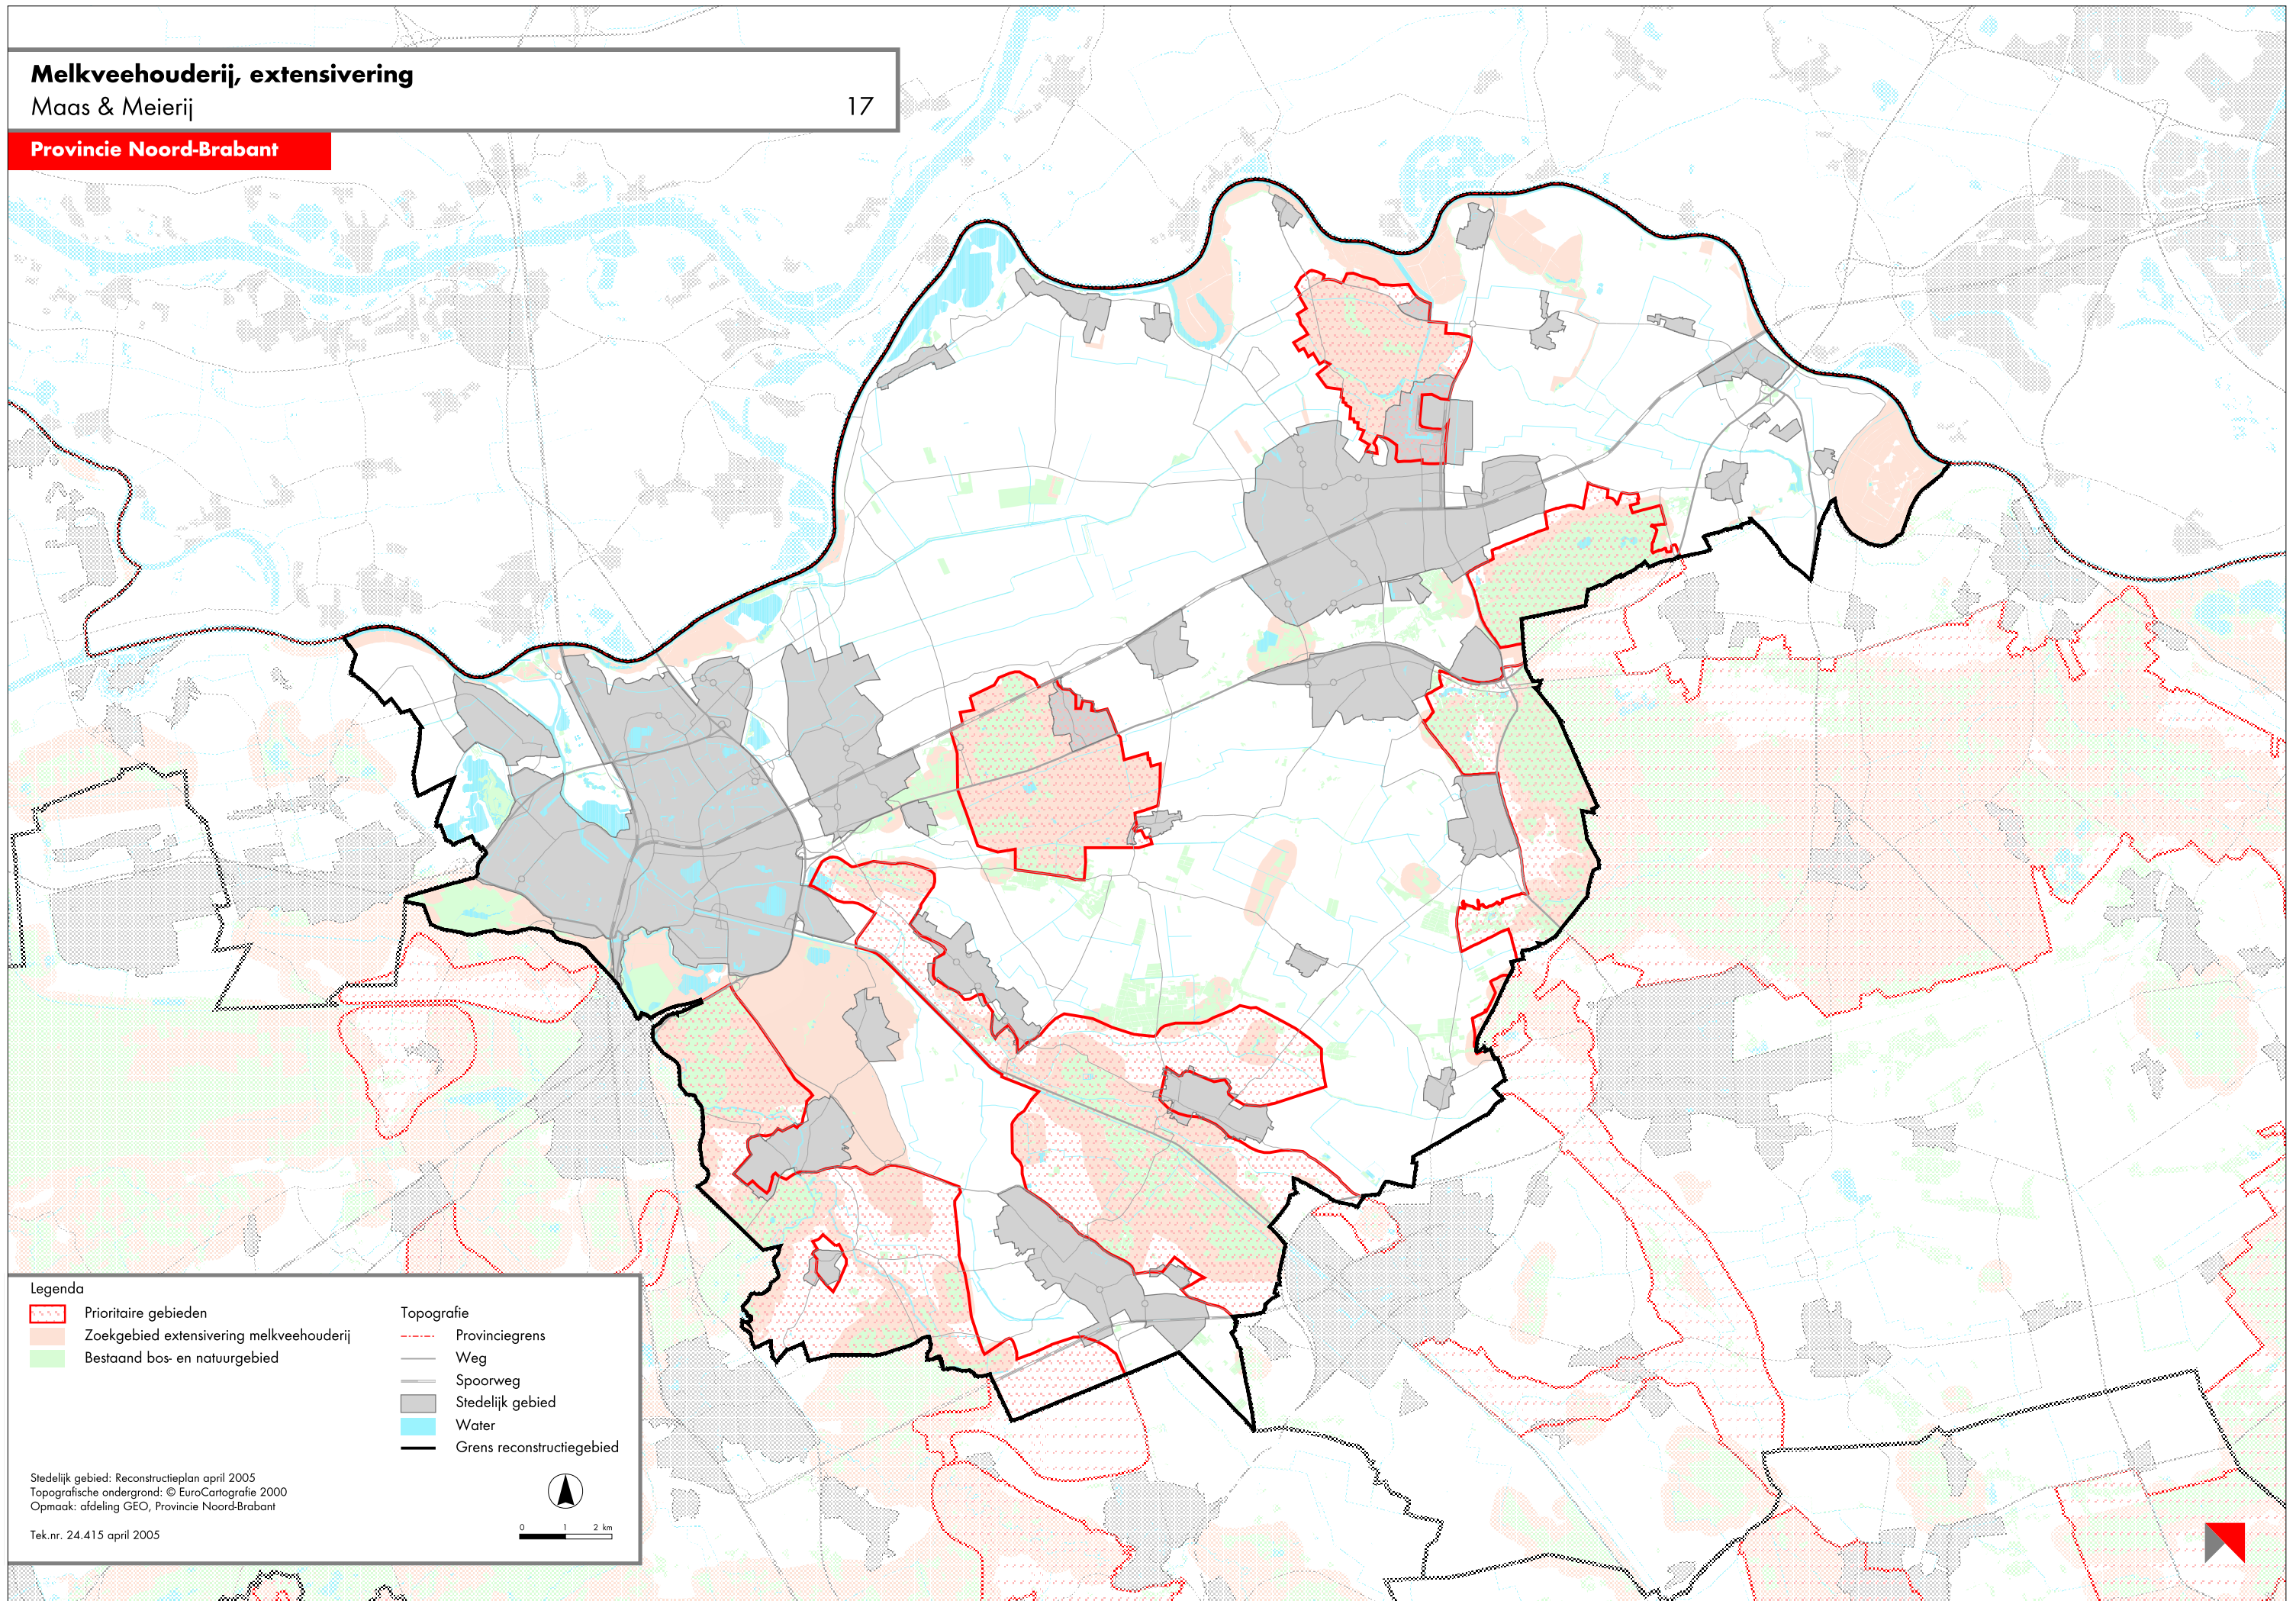 Melkveehouderij, extensivering
Maas & Meierij 17
Provincie Noord-Brabant
Legenda
Prioritaire gebieden
Zoekgebied extensivering melkveehouderij
Bestaand bos- en natuurgebied
Topografie
Provinciegrens
Weg
Spoorweg
Stedelijk gebied
Water
Grens reconstructiegebied
Stedelijk gebied: Reconstructieplan april 2005
Topografische ondergrond: © EuroCartografie 2000
Opmaak: afdeling GEO, Provincie Noord-Brabant
Tek.nr. 24.415 april 2005
0 1 2 km